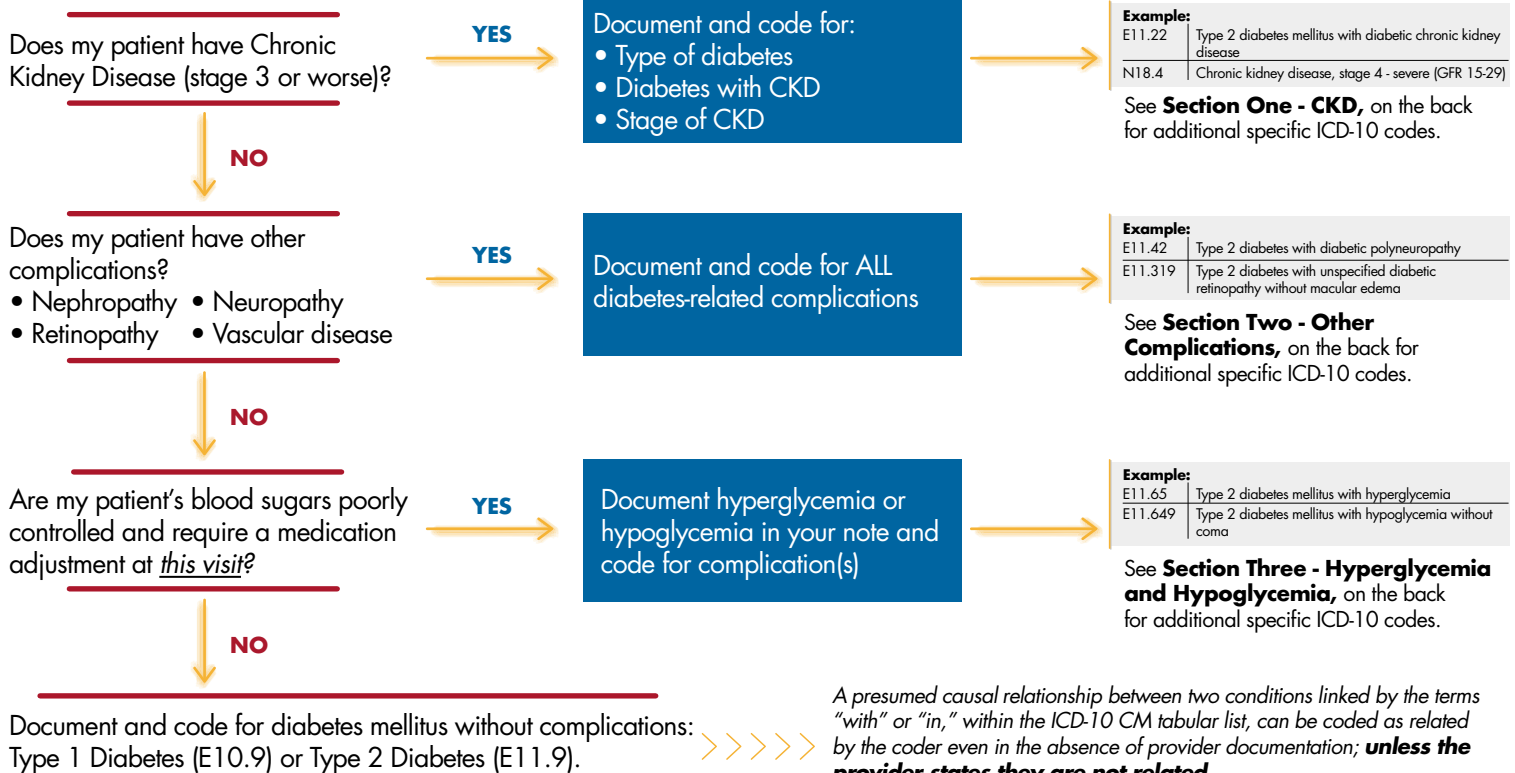 Does my patient have Chronic
Kidney Disease (stage 3 or worse)?
YES
Document and code for:
• Type of diabetes
• Diabetes with CKD
• Stage of CKD
Example:
E11.22 Type 2 diabetes mellitus with diabetic chronic kidney
disease
N18.4 Chronic kidney disease, stage 4 - severe (GFR 15-29)
See Section One - CKD, on the back
for additional specific ICD-10 codes.
NO
Does my patient have other
complications?
• Nephropathy • Neuropathy
• Retinopathy • Vascular disease
YES
Document and code for ALL
diabetes-related complications
Example:
E11.42 Type 2 diabetes with diabetic polyneuropathy
E11.319 Type 2 diabetes with unspecified diabetic
retinopathy without macular edema
See Section Two - Other
Complications, on the back for
additional specific ICD-10 codes.
NO
Are my patient’s blood sugars poorly
controlled and require a medication
adjustment at this visit?
YES
Document hyperglycemia or
hypoglycemia in your note and
code for complication(s)
Example:
E11.65 Type 2 diabetes mellitus with hyperglycemia
E11.649 Type 2 diabetes mellitus with hypoglycemia without
coma
See Section Three - Hyperglycemia
and Hypoglycemia, on the back
for additional specific ICD-10 codes.
NO
Document and code for diabetes mellitus without complications:
Type 1 Diabetes (E10.9) or Type 2 Diabetes (E11.9).
A presumed causal relationship between two conditions linked by the terms
“with” or “in,” within the ICD-10 CM tabular list, can be coded as related
by the coder even in the absence of provider documentation; unless the
provider states they are not related